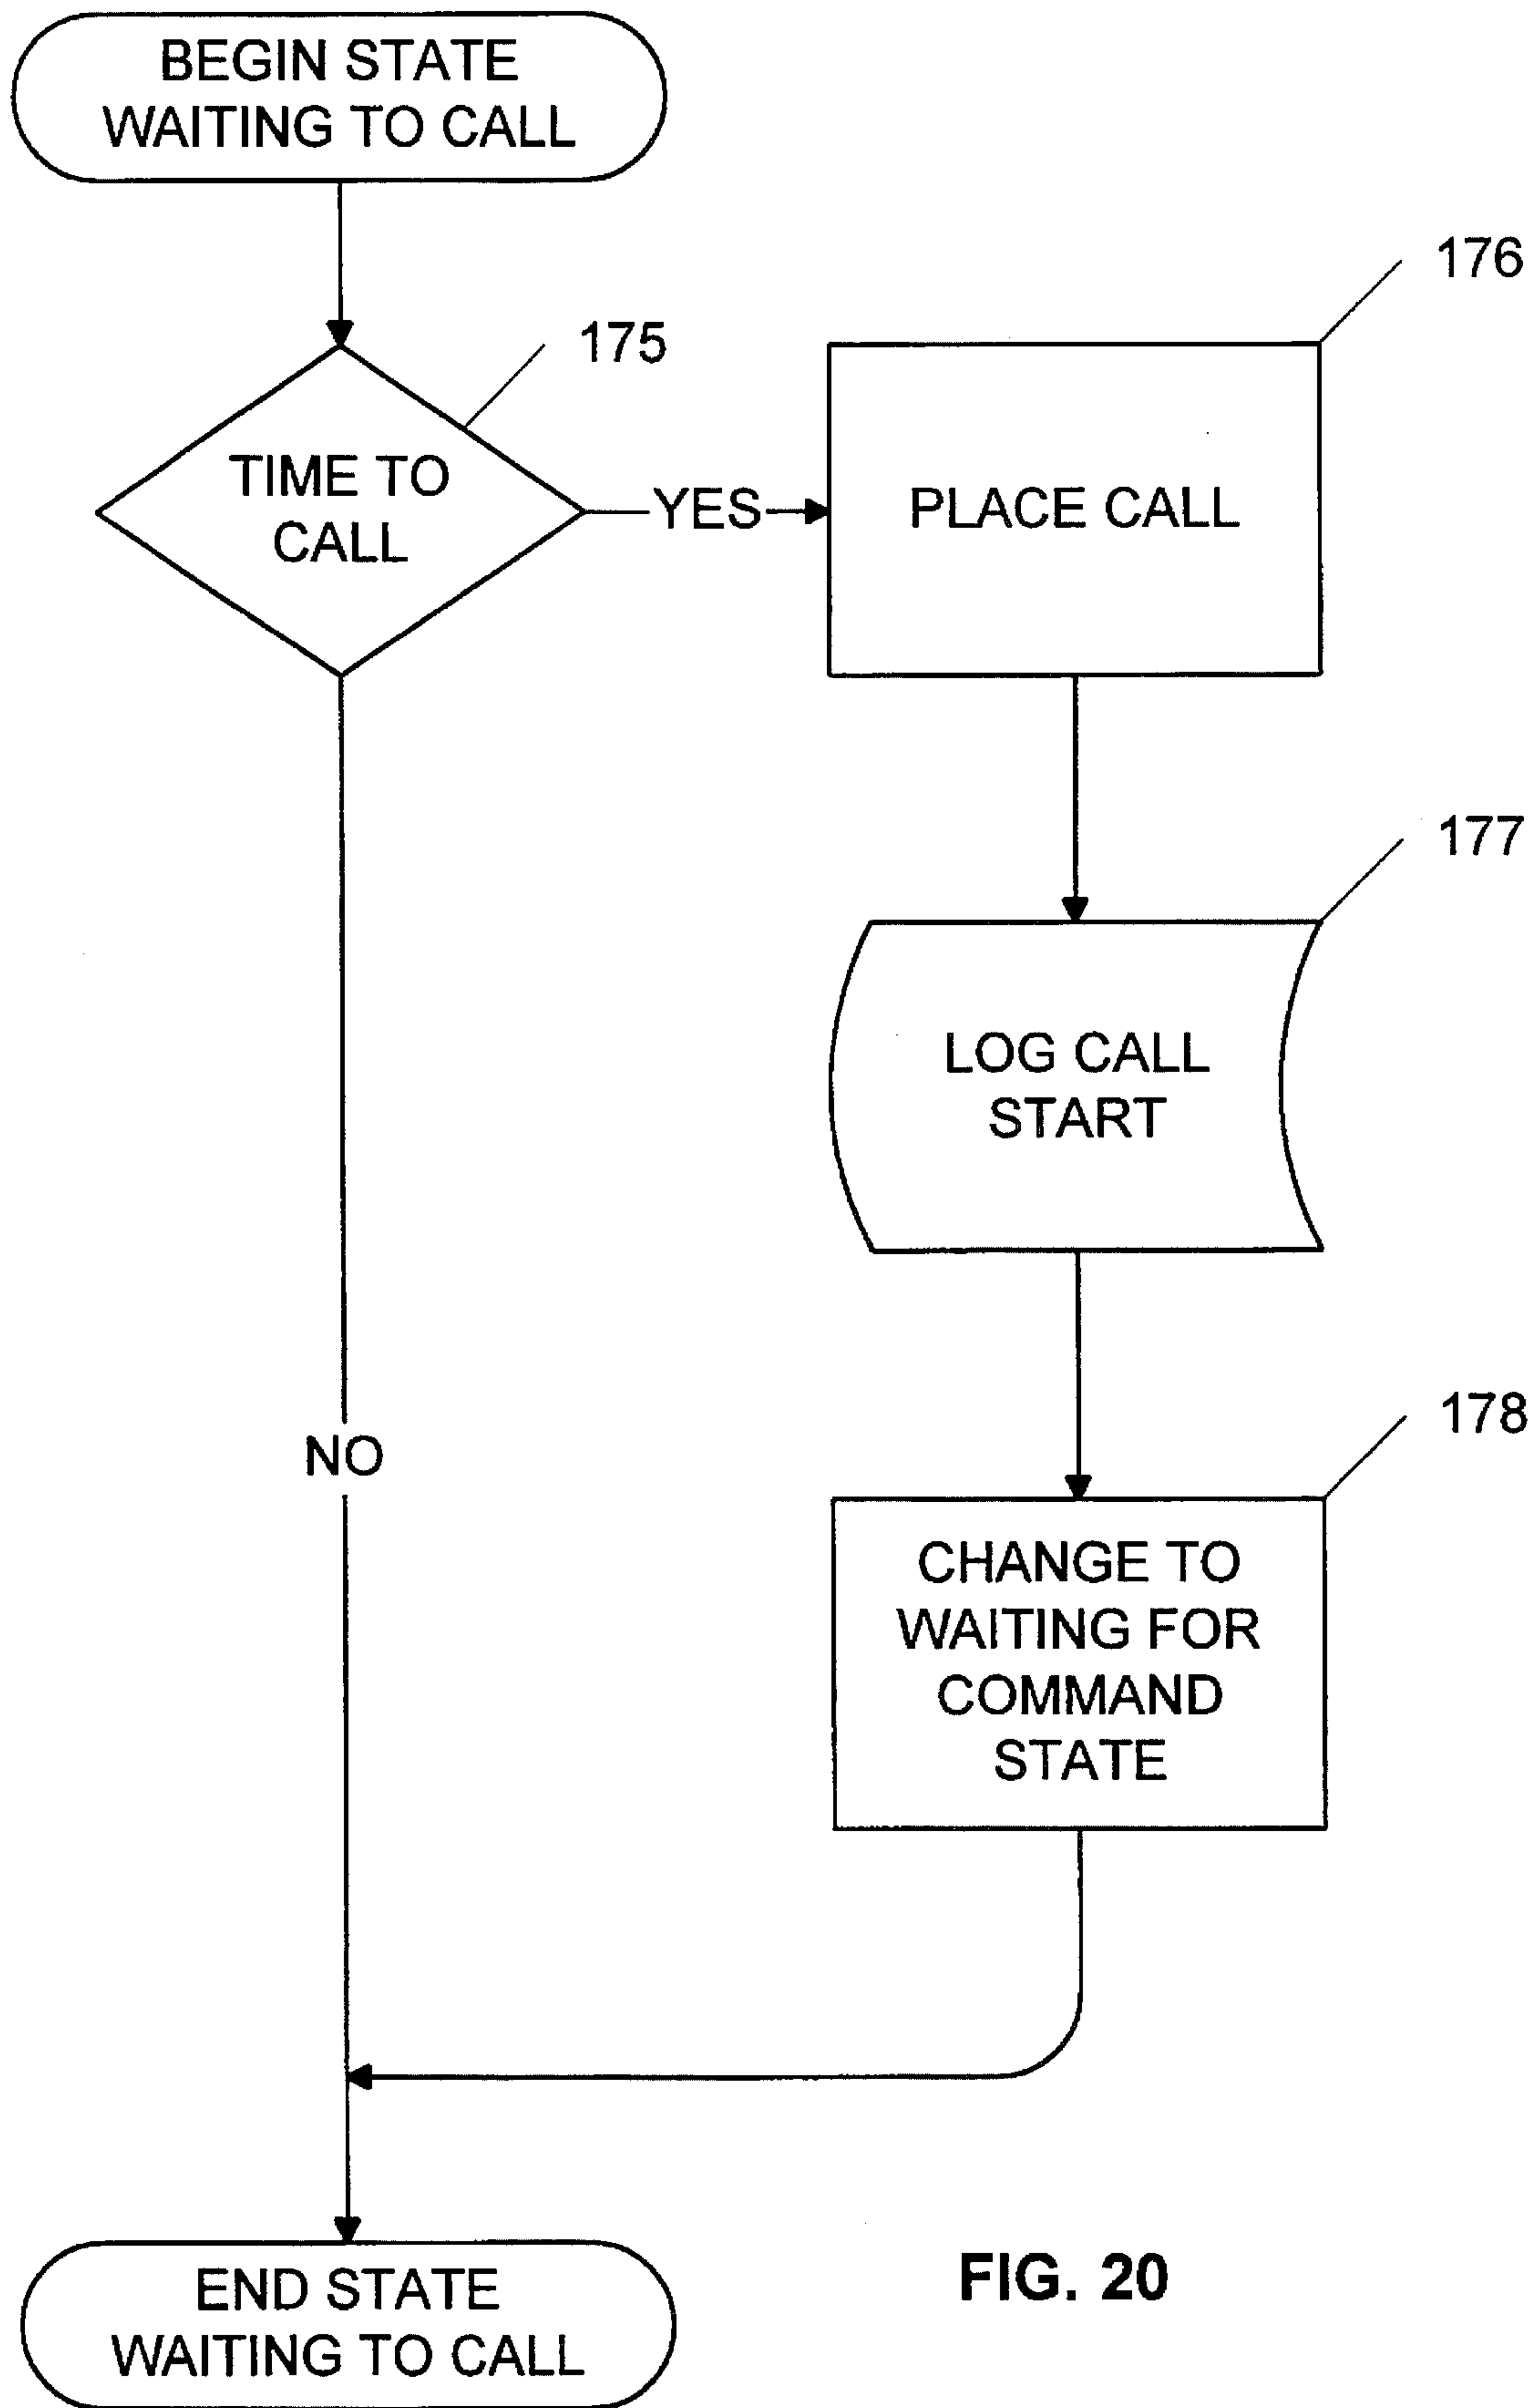 BEGIN STATE
WAITING TO CALL
176
175
TIME TO
CALL
YES
PLACE CALL
177
LOG CALL
START
178
NO
CHANGE TO
WAITING FOR
COMMAND
STATE
END STATE
WAITING TO CALL
FIG. 20